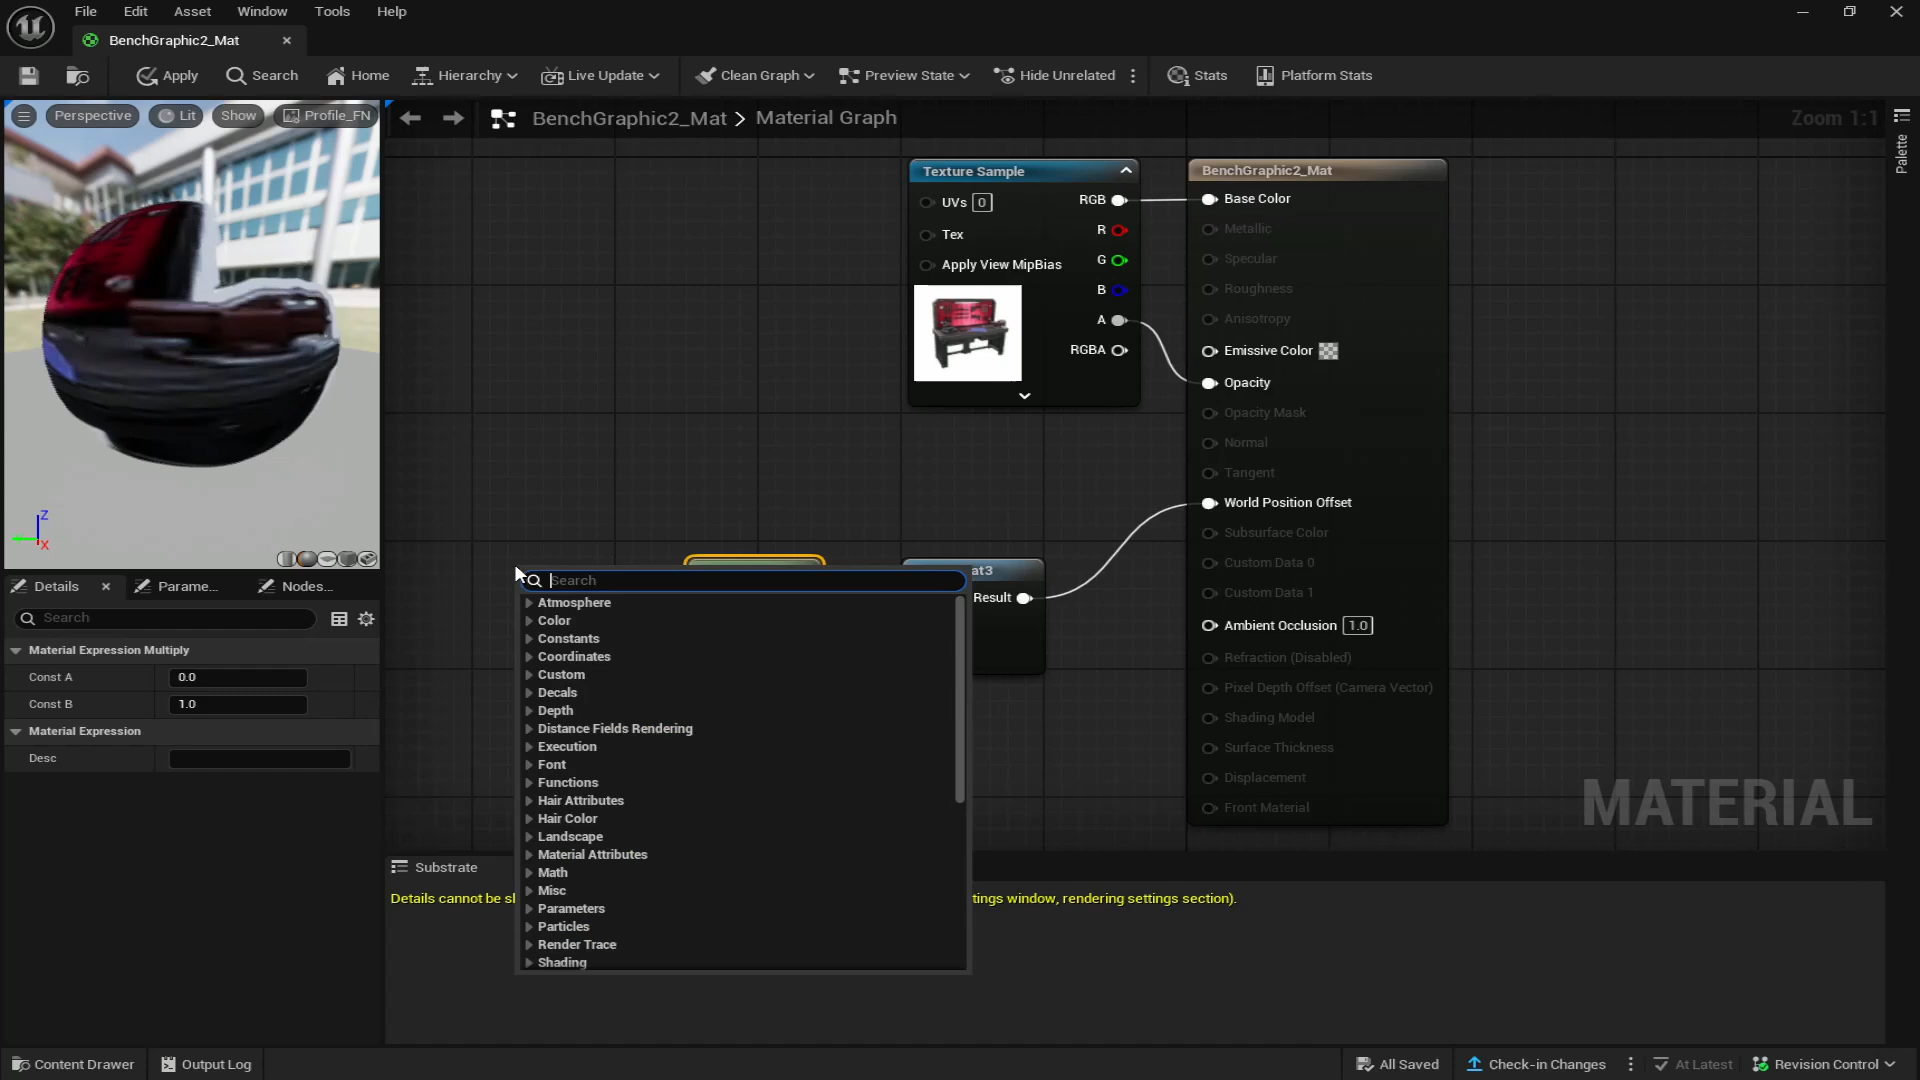 File Edit Asset Window Tools Help
BenchGraphic2_Mat
Apply Search Home Hierarchy Live Update Clean Graph Preview State Hide Unrelated Stats Platform Stats
Perspective Lit Show Profile_FN
BenchGraphic2_Mat > Material Graph
Zoom 1:1
Palette
Texture Sample
UVs 0
Tex
Apply View MipBias
RGB
R
G
B
A
RGBA
BenchGraphic2_Mat
Base Color
Metallic
Specular
Roughness
Anisotropy
Emissive Color
Opacity
Opacity Mask
Normal
Tangent
World Position Offset
Subsurface Color
Custom Data 0
Custom Data 1
Ambient Occlusion 1.0
Refraction (Disabled)
Pixel Depth Offset (Camera Vector)
Shading Model
Surface Thickness
Displacement
Front Material
at3
Result
Z
X
Search
Atmosphere
Color
Constants
Coordinates
Custom
Decals
Depth
Distance Fields Rendering
Execution
Font
Functions
Hair Attributes
Hair Color
Landscape
Material Attributes
Math
Misc
Parameters
Particles
Render Trace
Shading
Details Parame... Nodes...
Search
Material Expression Multiply
Const A 0.0
Const B 1.0
Material Expression
Desc
MATERIAL
Substrate
Details cannot be sl
tings window, rendering settings section).
Content Drawer Output Log All Saved Check-in Changes At Latest Revision Control